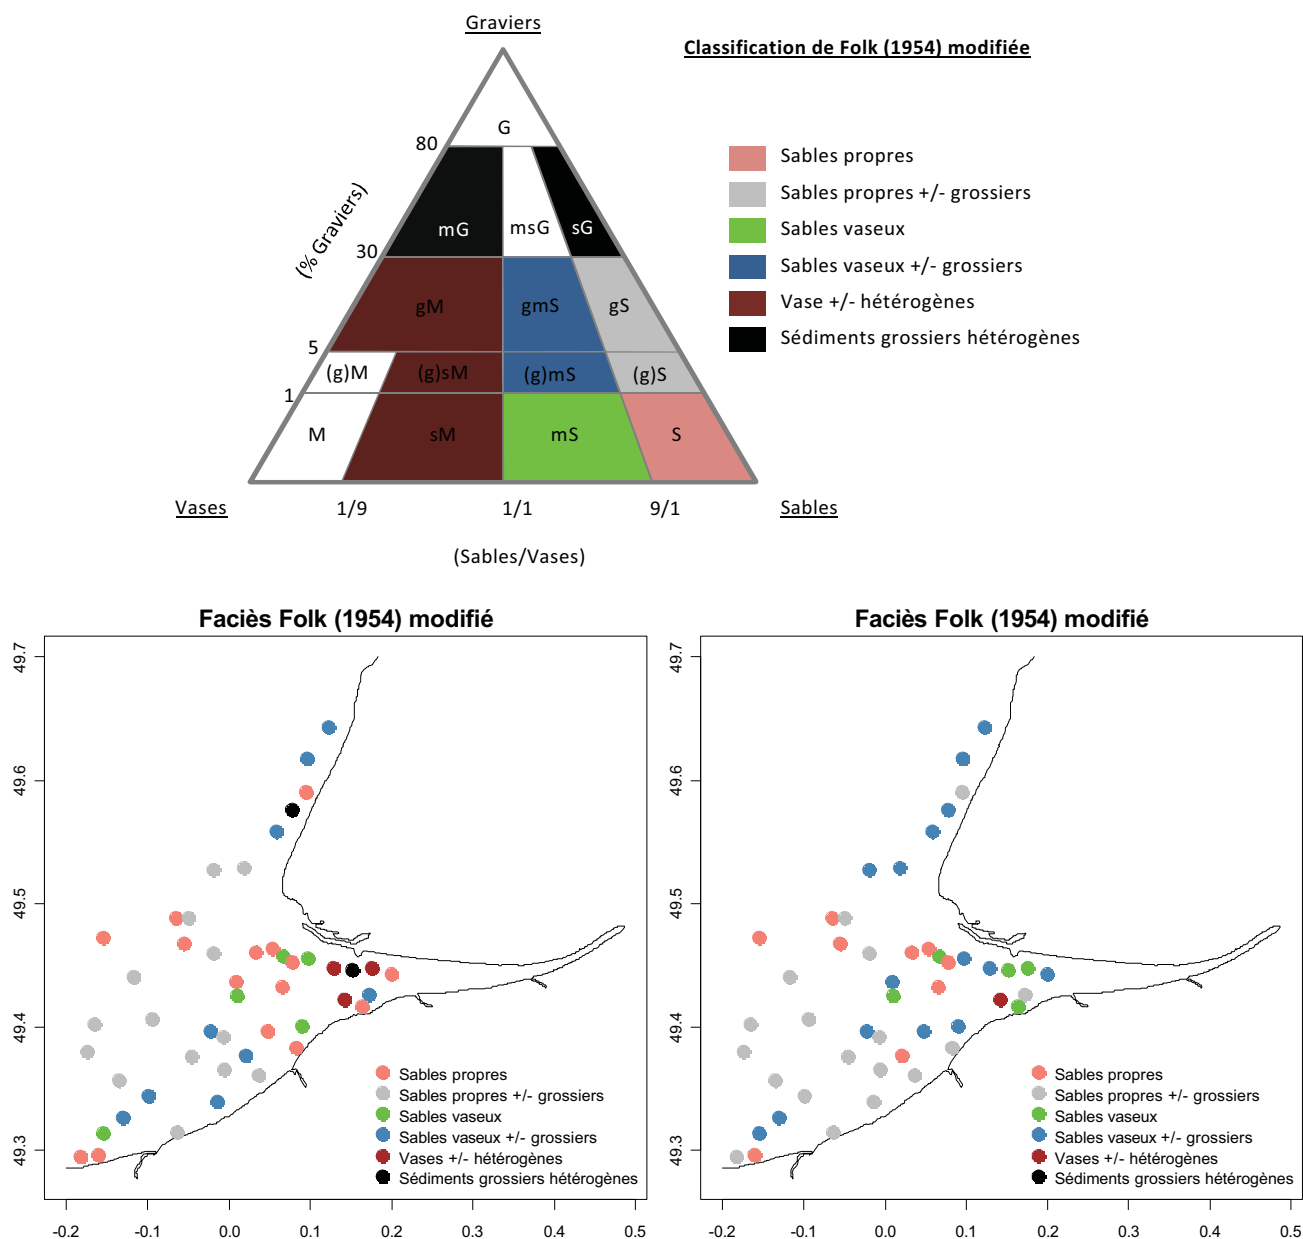 Graviers
Classification de Folk (1954) modifiée
G
80
(% Graviers)
mG
msG
sG
30
gM
gmS
gS
5
(g)M
(g)sM
(g)mS
(g)S
1
M
sM
mS
S
Vases
1/9
1/1
9/1
Sables
(Sables/Vases)
Sables propres
Sables propres +/- grossiers
Sables vaseux
Sables vaseux +/- grossiers
Vase +/- hétérogènes
Sédiments grossiers hétérogènes
Faciès Folk (1954) modifié
49.7
49.6
49.5
49.4
49.3
Sables propres
Sables propres +/- grossiers
Sables vaseux
Sables vaseux +/- grossiers
Vases +/- hétérogènes
Sédiments grossiers hétérogènes
-0.2 -0.1 0.0 0.1 0.2 0.3 0.4 0.5
Faciès Folk (1954) modifié
49.7
49.6
49.5
49.4
49.3
Sables propres
Sables propres +/- grossiers
Sables vaseux
Sables vaseux +/- grossiers
Vases +/- hétérogènes
Sédiments grossiers hétérogènes
-0.2 -0.1 0.0 0.1 0.2 0.3 0.4 0.5